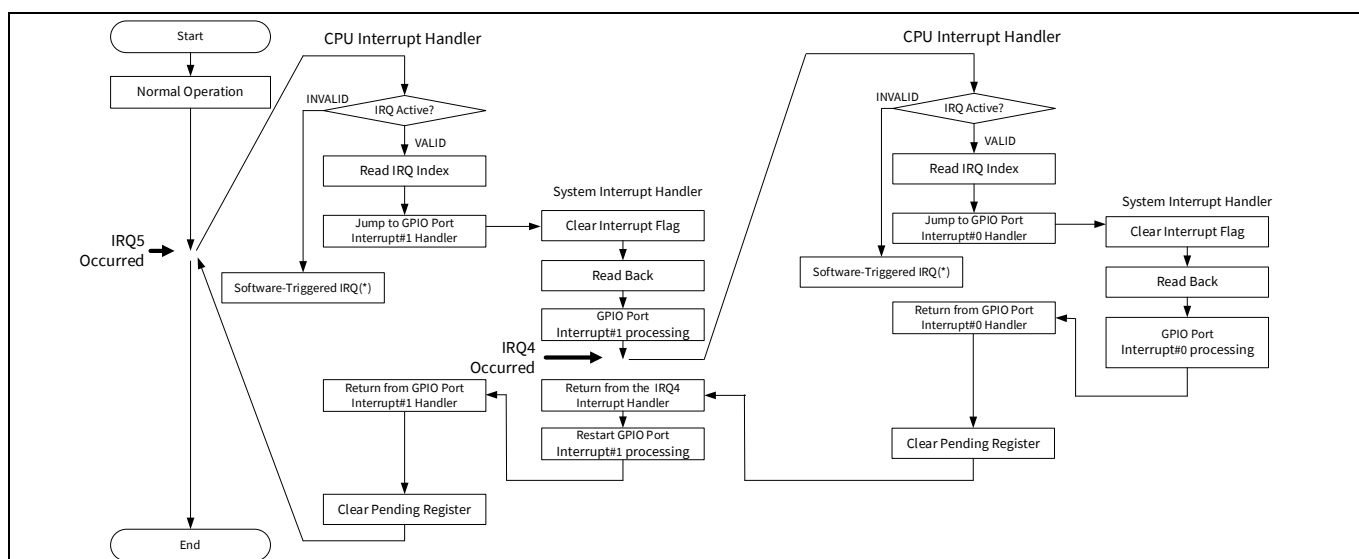 Start
Normal Operation
IRQ5
Occurred
End
CPU Interrupt Handler
INVALID
IRQ Active?
VALID
Read IRQ Index
Jump to GPIO Port
Interrupt#1 Handler
Software-Triggered IRQ(*)
System Interrupt Handler
Clear Interrupt Flag
Read Back
GPIO Port
Interrupt#1 processing
IRQ4
Occurred
Return from GPIO Port
Interrupt#1 Handler
Return from the IRQ4
Interrupt Handler
Restart GPIO Port
Interrupt#1 processing
Clear Pending Register
CPU Interrupt Handler
INVALID
IRQ Active?
VALID
Read IRQ Index
Jump to GPIO Port
Interrupt#0 Handler
Software-Triggered IRQ(*)
System Interrupt Handler
Clear Interrupt Flag
Read Back
GPIO Port
Interrupt#0 processing
Return from GPIO Port
Interrupt#0 Handler
Clear Pending Register